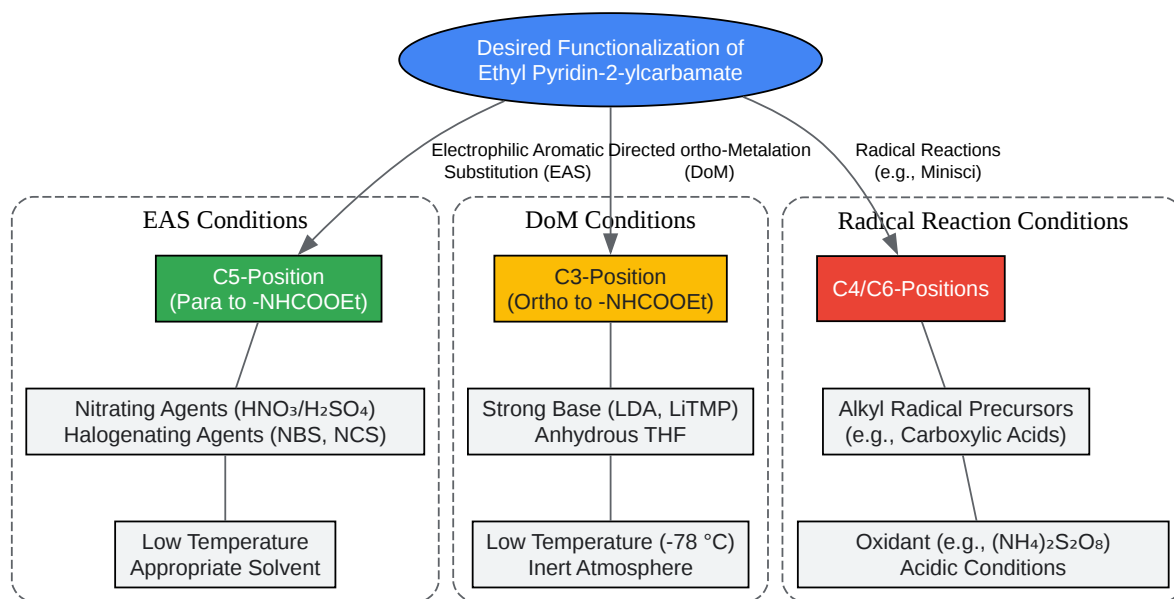 Desired Functionalization of
Ethyl Pyridin-2-ylcarbamate
Electrophilic Aromatic
Substitution (EAS)
Directed ortho-Metalation
(DoM)
Radical Reactions
(e.g., Minisci)
EAS Conditions
C5-Position
(Para to -NHCOOEt)
Nitrating Agents (HNO₃/H₂SO₄)
Halogenating Agents (NBS, NCS)
Low Temperature
Appropriate Solvent
DoM Conditions
C3-Position
(Ortho to -NHCOOEt)
Strong Base (LDA, LiTMP)
Anhydrous THF
Low Temperature (-78 °C)
Inert Atmosphere
Radical Reaction Conditions
C4/C6-Positions
Alkyl Radical Precursors
(e.g., Carboxylic Acids)
Oxidant (e.g., (NH₄)₂S₂O₈)
Acidic Conditions